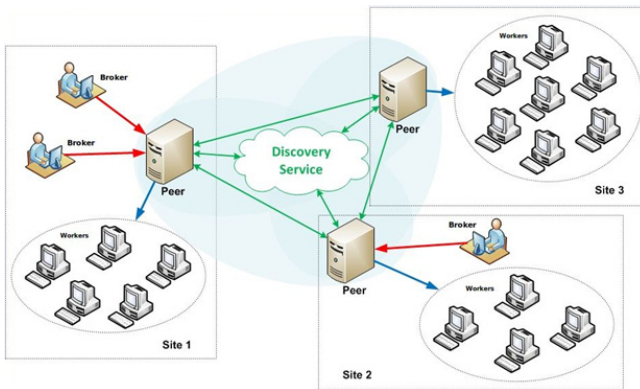 Broker
Broker
Peer
Workers
Site 1
Discovery
Service
Peer
Workers
Site 3
Broker
Peer
Workers
Site 2